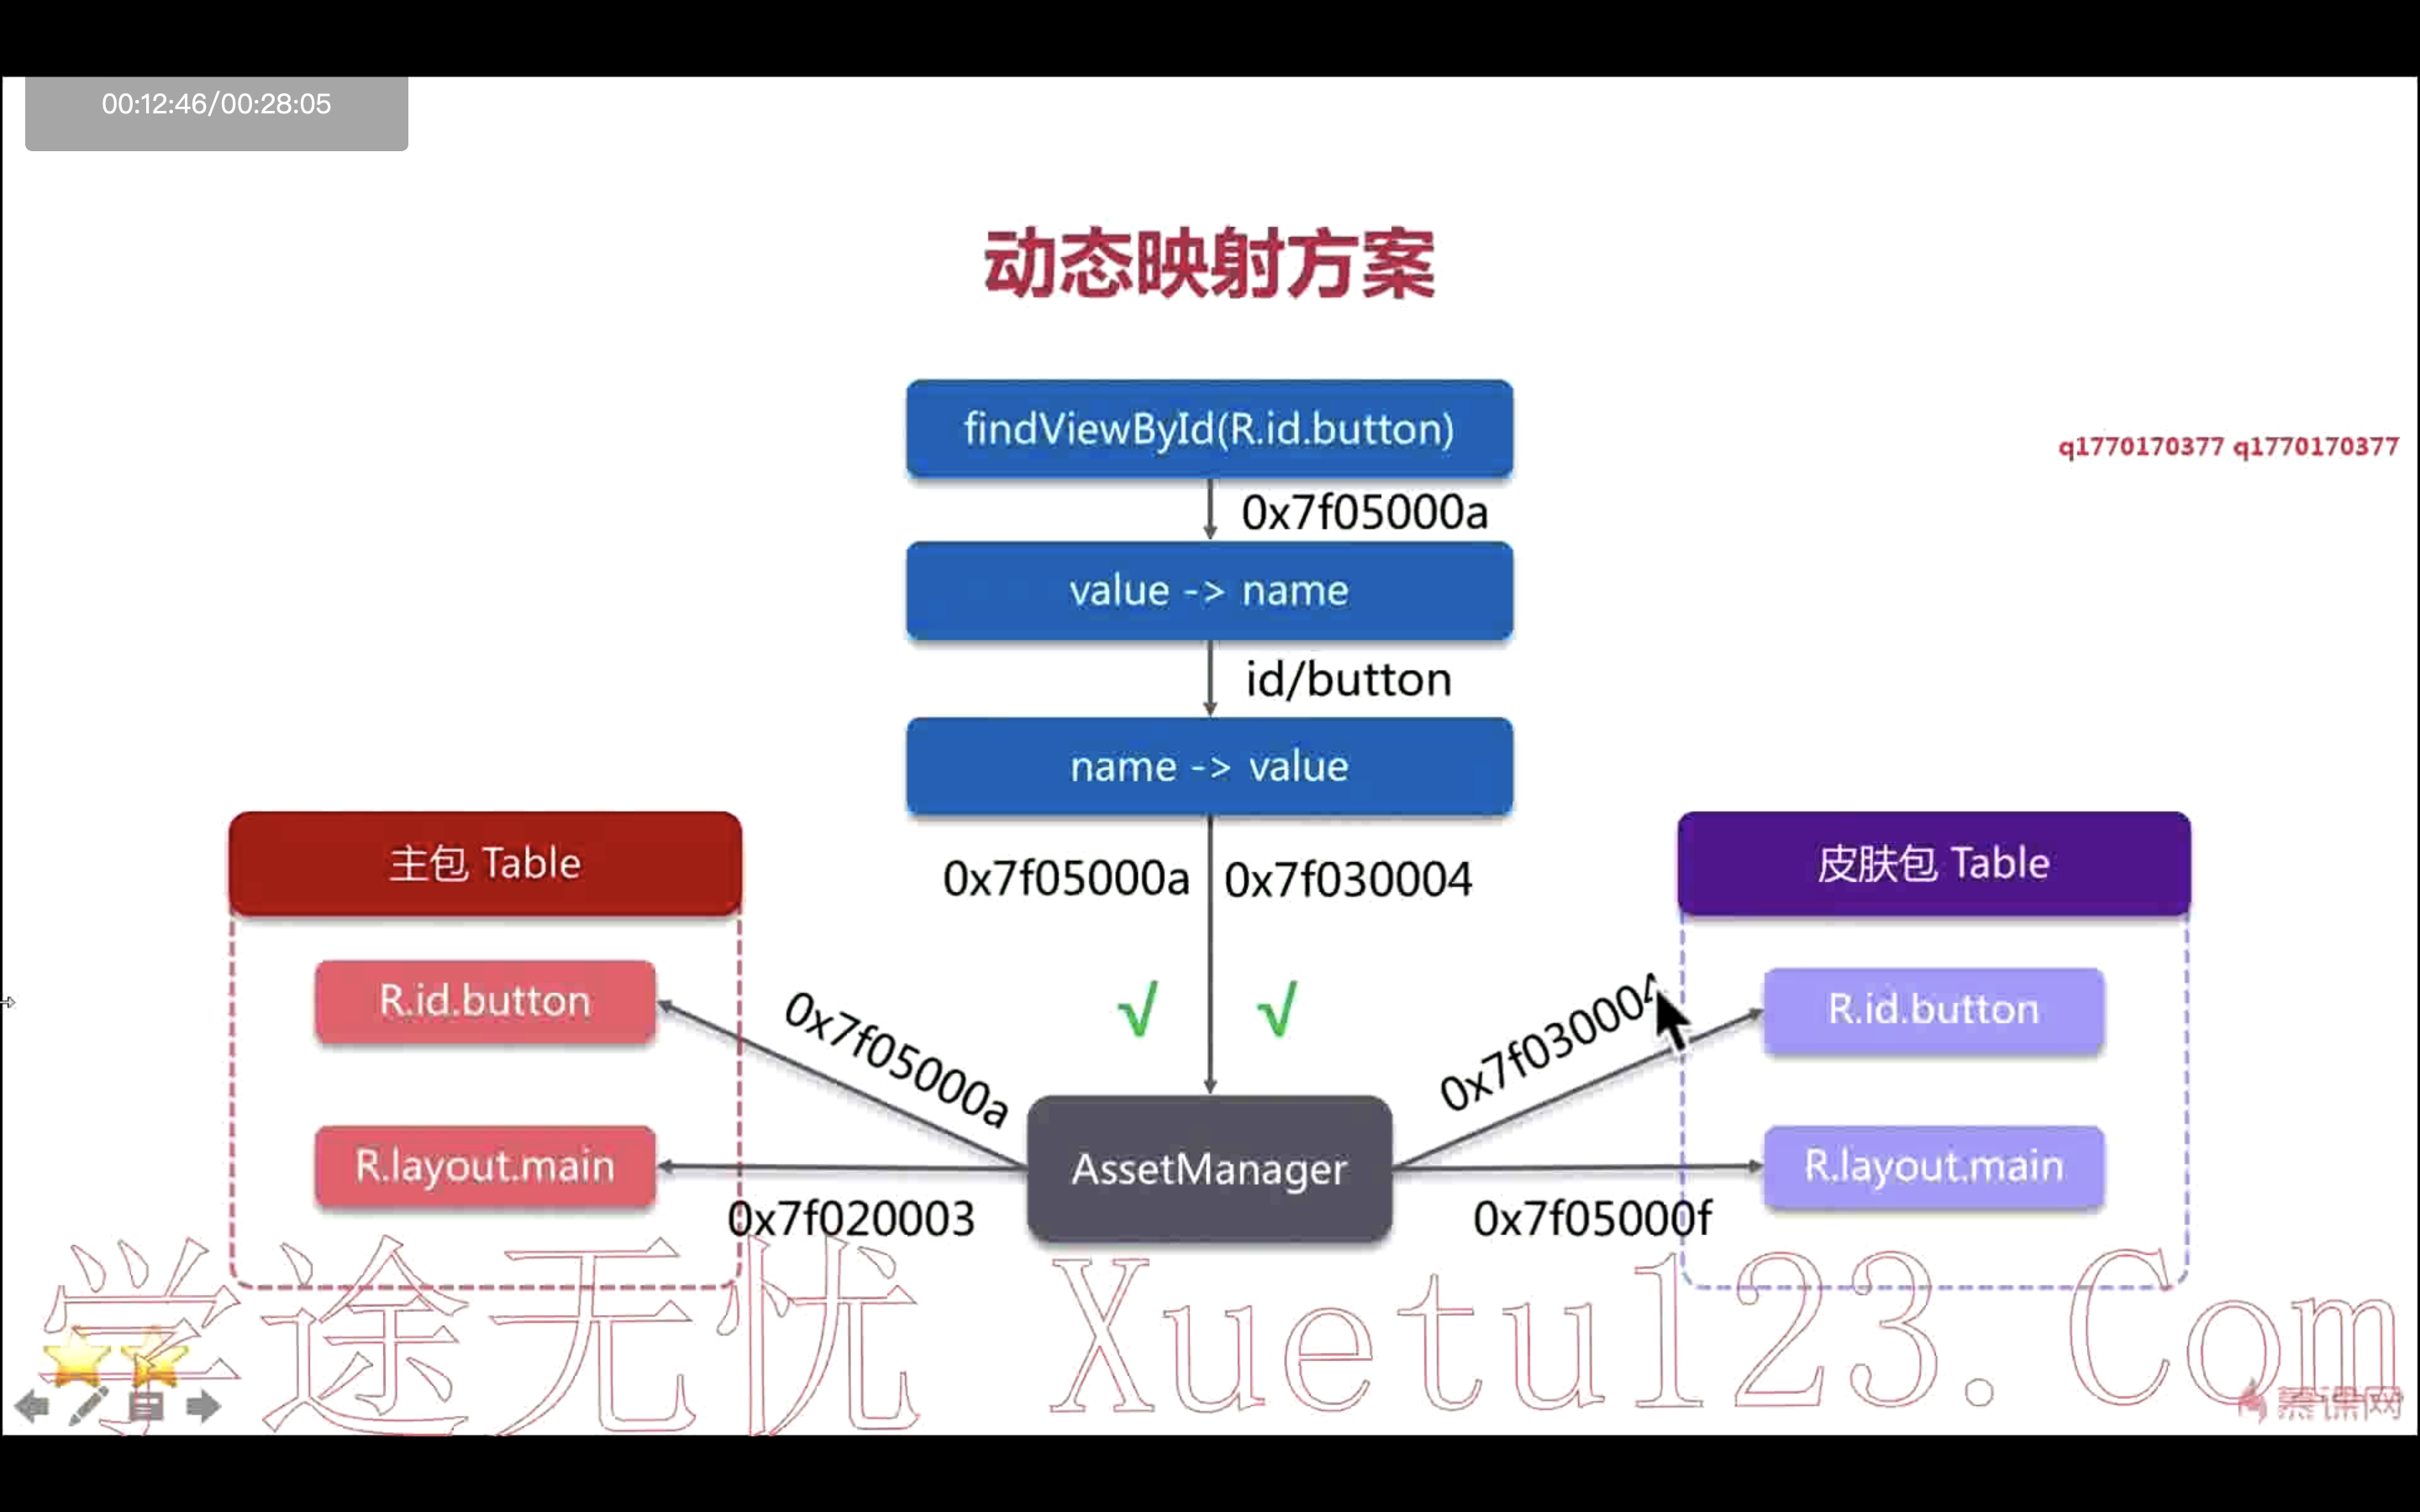 00:12:46/00:28:05
动态映射方案
findViewById(R.id.button)
q1770170377 q1770170377
0x7f05000a
value -> name
id/button
name -> value
主包 Table
皮肤包 Table
0x7f05000a
0x7f030004
R.id.button
√
√
R.id.button
0x7f05000a
0x7f030004
R.layout.main
AssetManager
R.layout.main
0x7f020003
0x7f05000f
学途无忧 Xuetu123.Com
慕课网